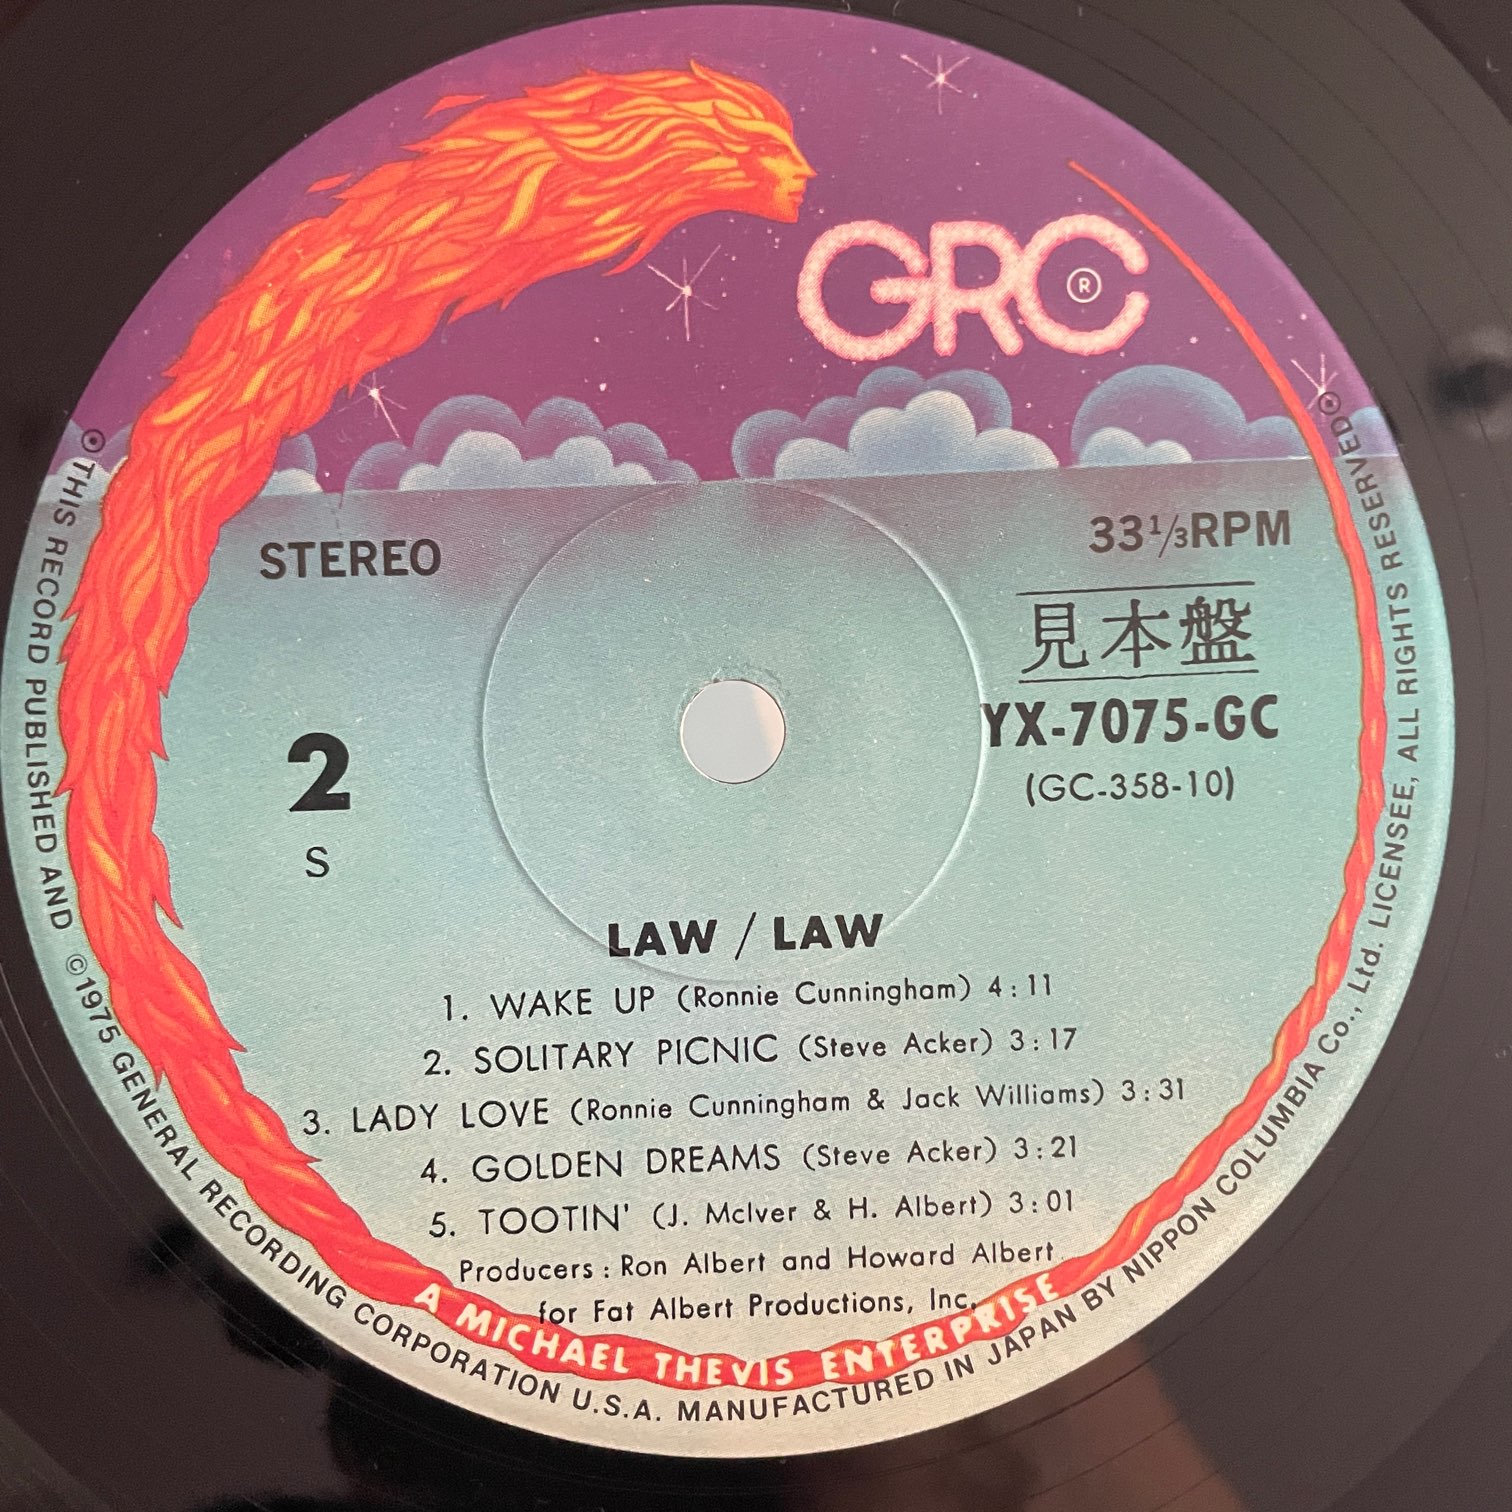 GRC®
STEREO
33 1/3 RPM
見本盤
YX-7075-GC
(GC-358-10)
2
S
LAW / LAW
1. WAKE UP (Ronnie Cunningham) 4:11
2. SOLITARY PICNIC (Steve Acker) 3:17
3. LADY LOVE (Ronnie Cunningham & Jack Williams) 3:31
4. GOLDEN DREAMS (Steve Acker) 3:21
5. TOOTIN' (J. McIver & H. Albert) 3:01
Producers: Ron Albert and Howard Albert
for Fat Albert Productions, Inc.
A MICHAEL THEVIS ENTERPRISE
⊙THIS RECORD PUBLISHED AND ©1975 GENERAL RECORDING CORPORATION U.S.A. MANUFACTURED IN JAPAN BY NIPPON COLUMBIA Co., Ltd. LICENSEE, ALL RIGHTS RESERVED⊙